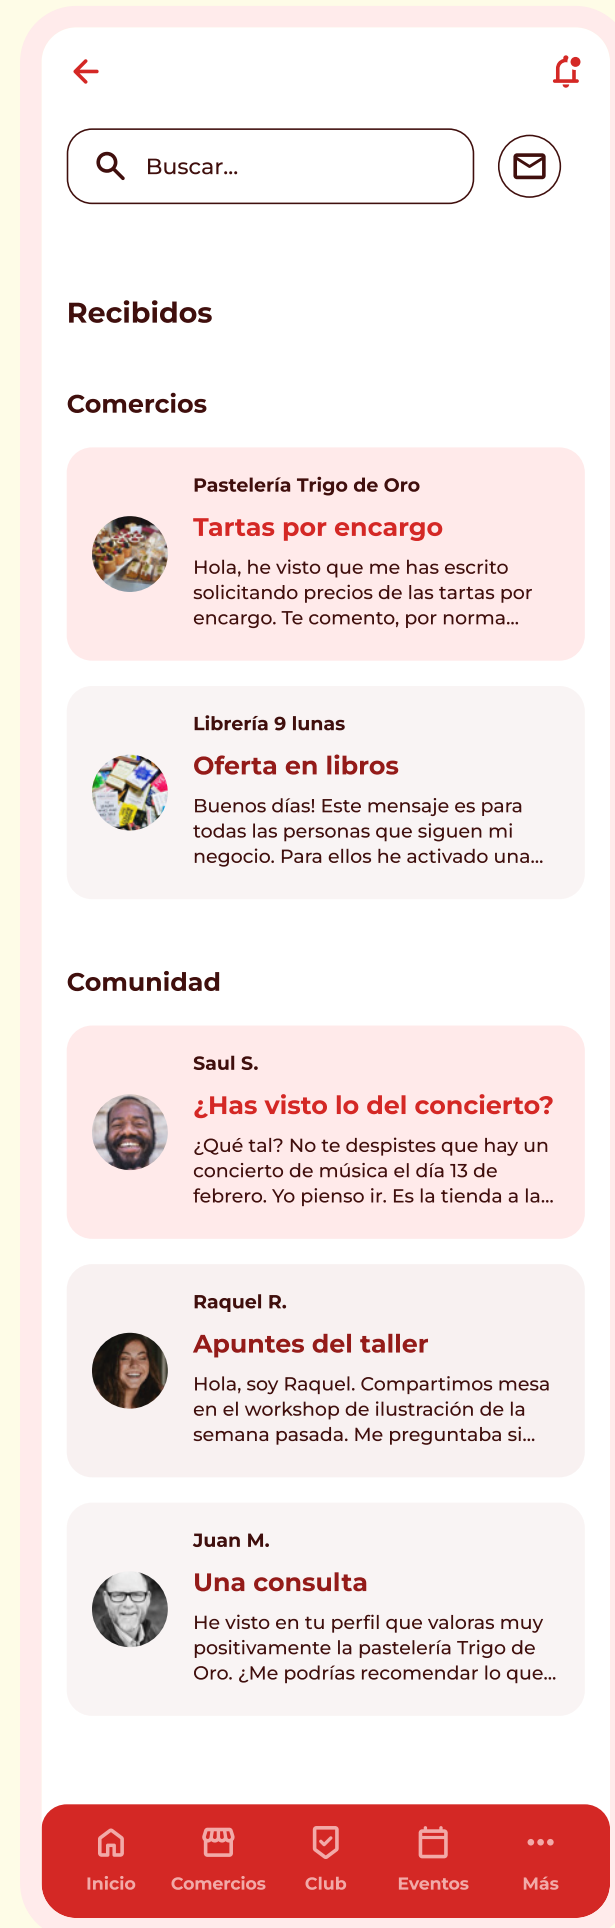 Buscar...
Recibidos
Comercios
Pastelería Trigo de Oro
Tartas por encargo
Hola, he visto que me has escrito
solicitando precios de las tartas por
encargo. Te comento, por norma...
Librería 9 lunas
Oferta en libros
Buenos días! Este mensaje es para
todas las personas que siguen mi
negocio. Para ellos he activado una...
Comunidad
Saul S.
¿Has visto lo del concierto?
¿Qué tal? No te despistes que hay un
concierto de música el día 13 de
febrero. Yo pienso ir. Es la tienda a la...
Raquel R.
Apuntes del taller
Hola, soy Raquel. Compartimos mesa
en el workshop de ilustración de la
semana pasada. Me preguntaba si...
Juan M.
Una consulta
He visto en tu perfil que valoras muy
positivamente la pastelería Trigo de
Oro. ¿Me podrías recomendar lo que...
Inicio Comercios Club Eventos Más